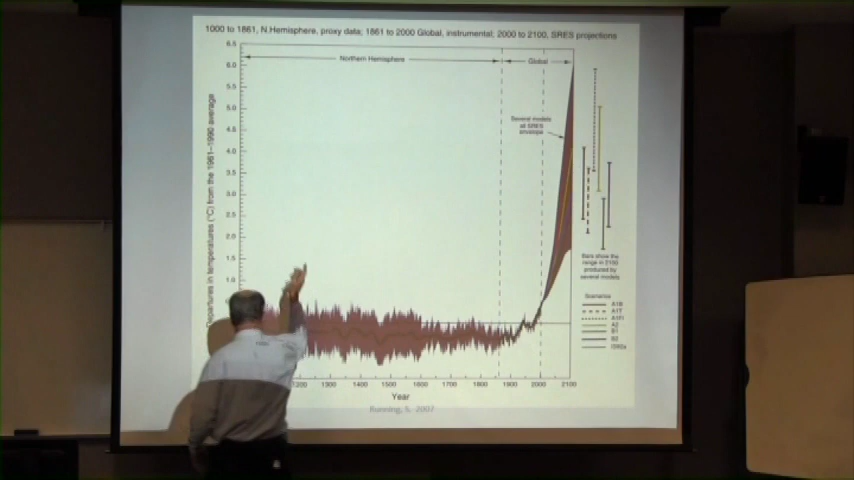 1000 to 1861, N.Hemisphere, proxy data; 1861 to 2000 Global, instrumental; 2000 to 2100, SRES projections
6.5
6.0
5.5
5.0
4.5
4.0
3.5
3.0
2.5
2.0
1.5
1.0
Departures in temperatures (°C) from the 1961–1990 average
Northern Hemisphere
Global
Several models
all SRES
envelope
Bars show the
range in 2100
produced by
several models
Scenarios
A1B
A1T
A1FI
A2
B1
B2
IS92a
1200 1300 1400 1500 1600 1700 1800 1900 2000 2100
Year
Running, S. 2007